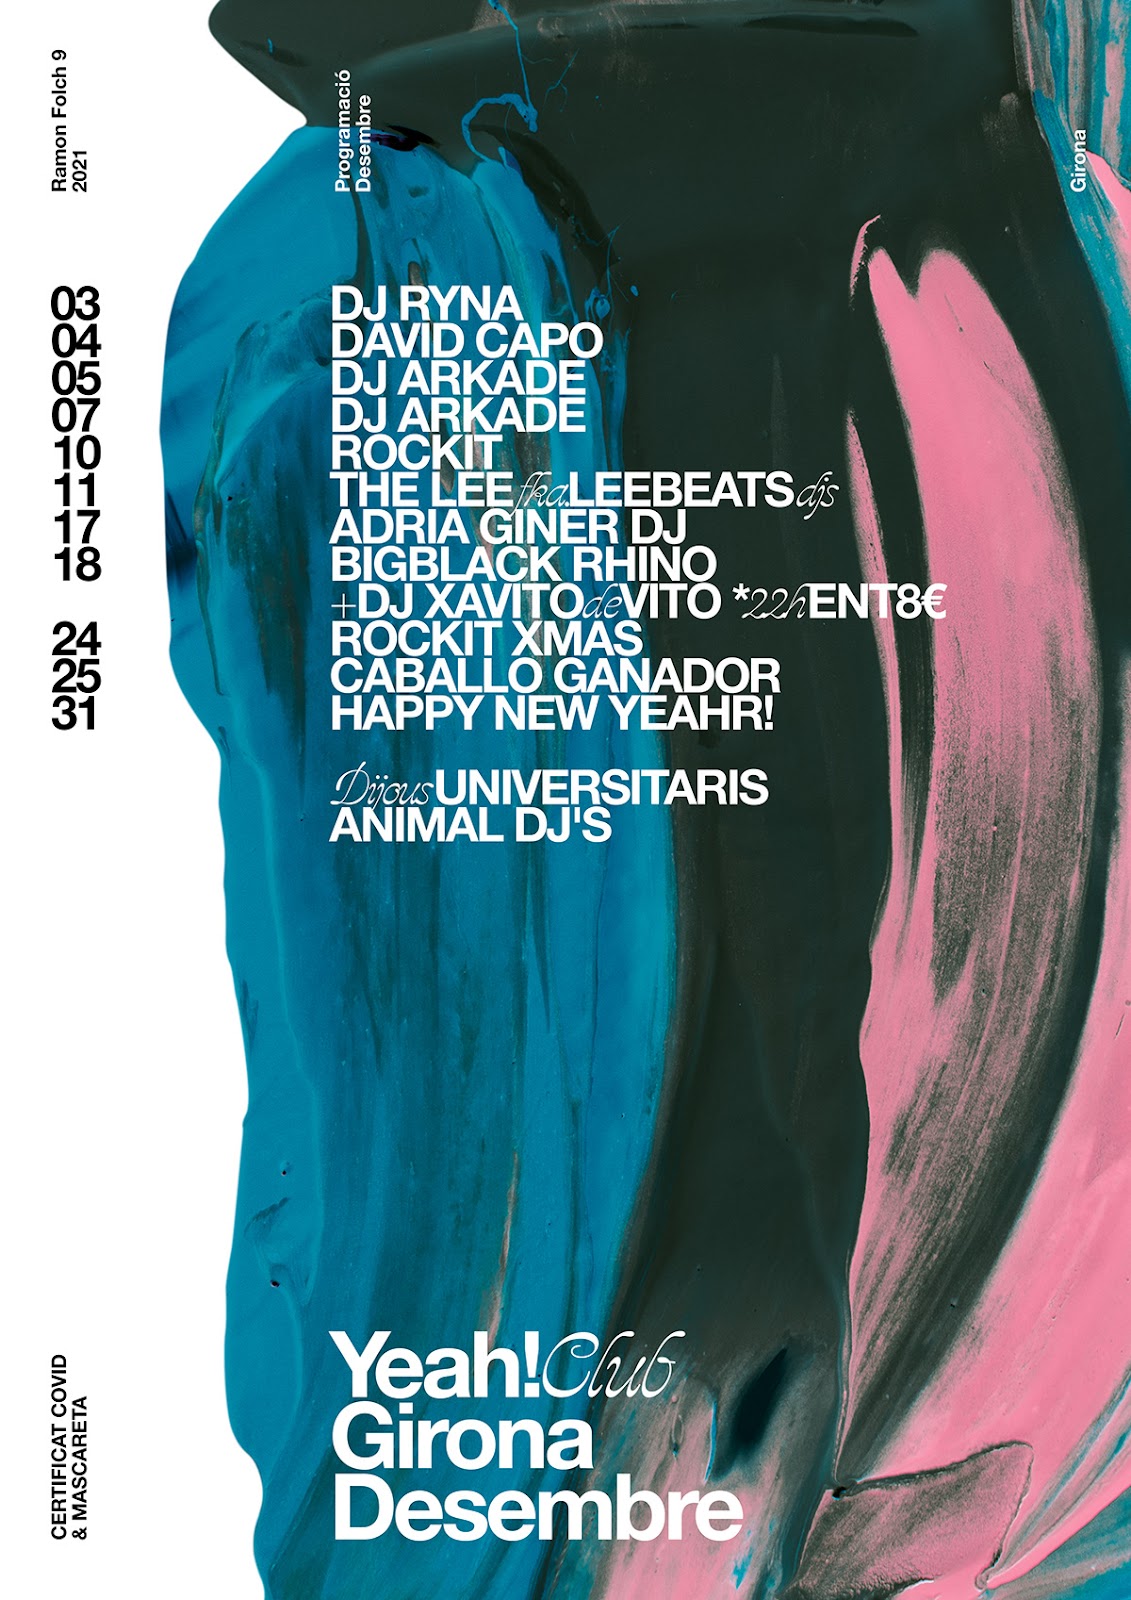 Ramon Folch 9
2021
Programació
Desembre
Girona
03 DJ RYNA
04 DAVID CAPO
05 DJ ARKADE
07 DJ ARKADE
10 ROCKIT
11 THE LEE fka.LEEBEATS djs
17 ADRIA GINER DJ
18 BIGBLACK RHINO
+DJ XAVITO de VITO *22h ENT8€
24 ROCKIT XMAS
25 CABALLO GANADOR
31 HAPPY NEW YEAHR!
Dijous UNIVERSITARIS
ANIMAL DJ'S
Yeah! Club
Girona
Desembre
CERTIFICAT COVID
& MASCARETA